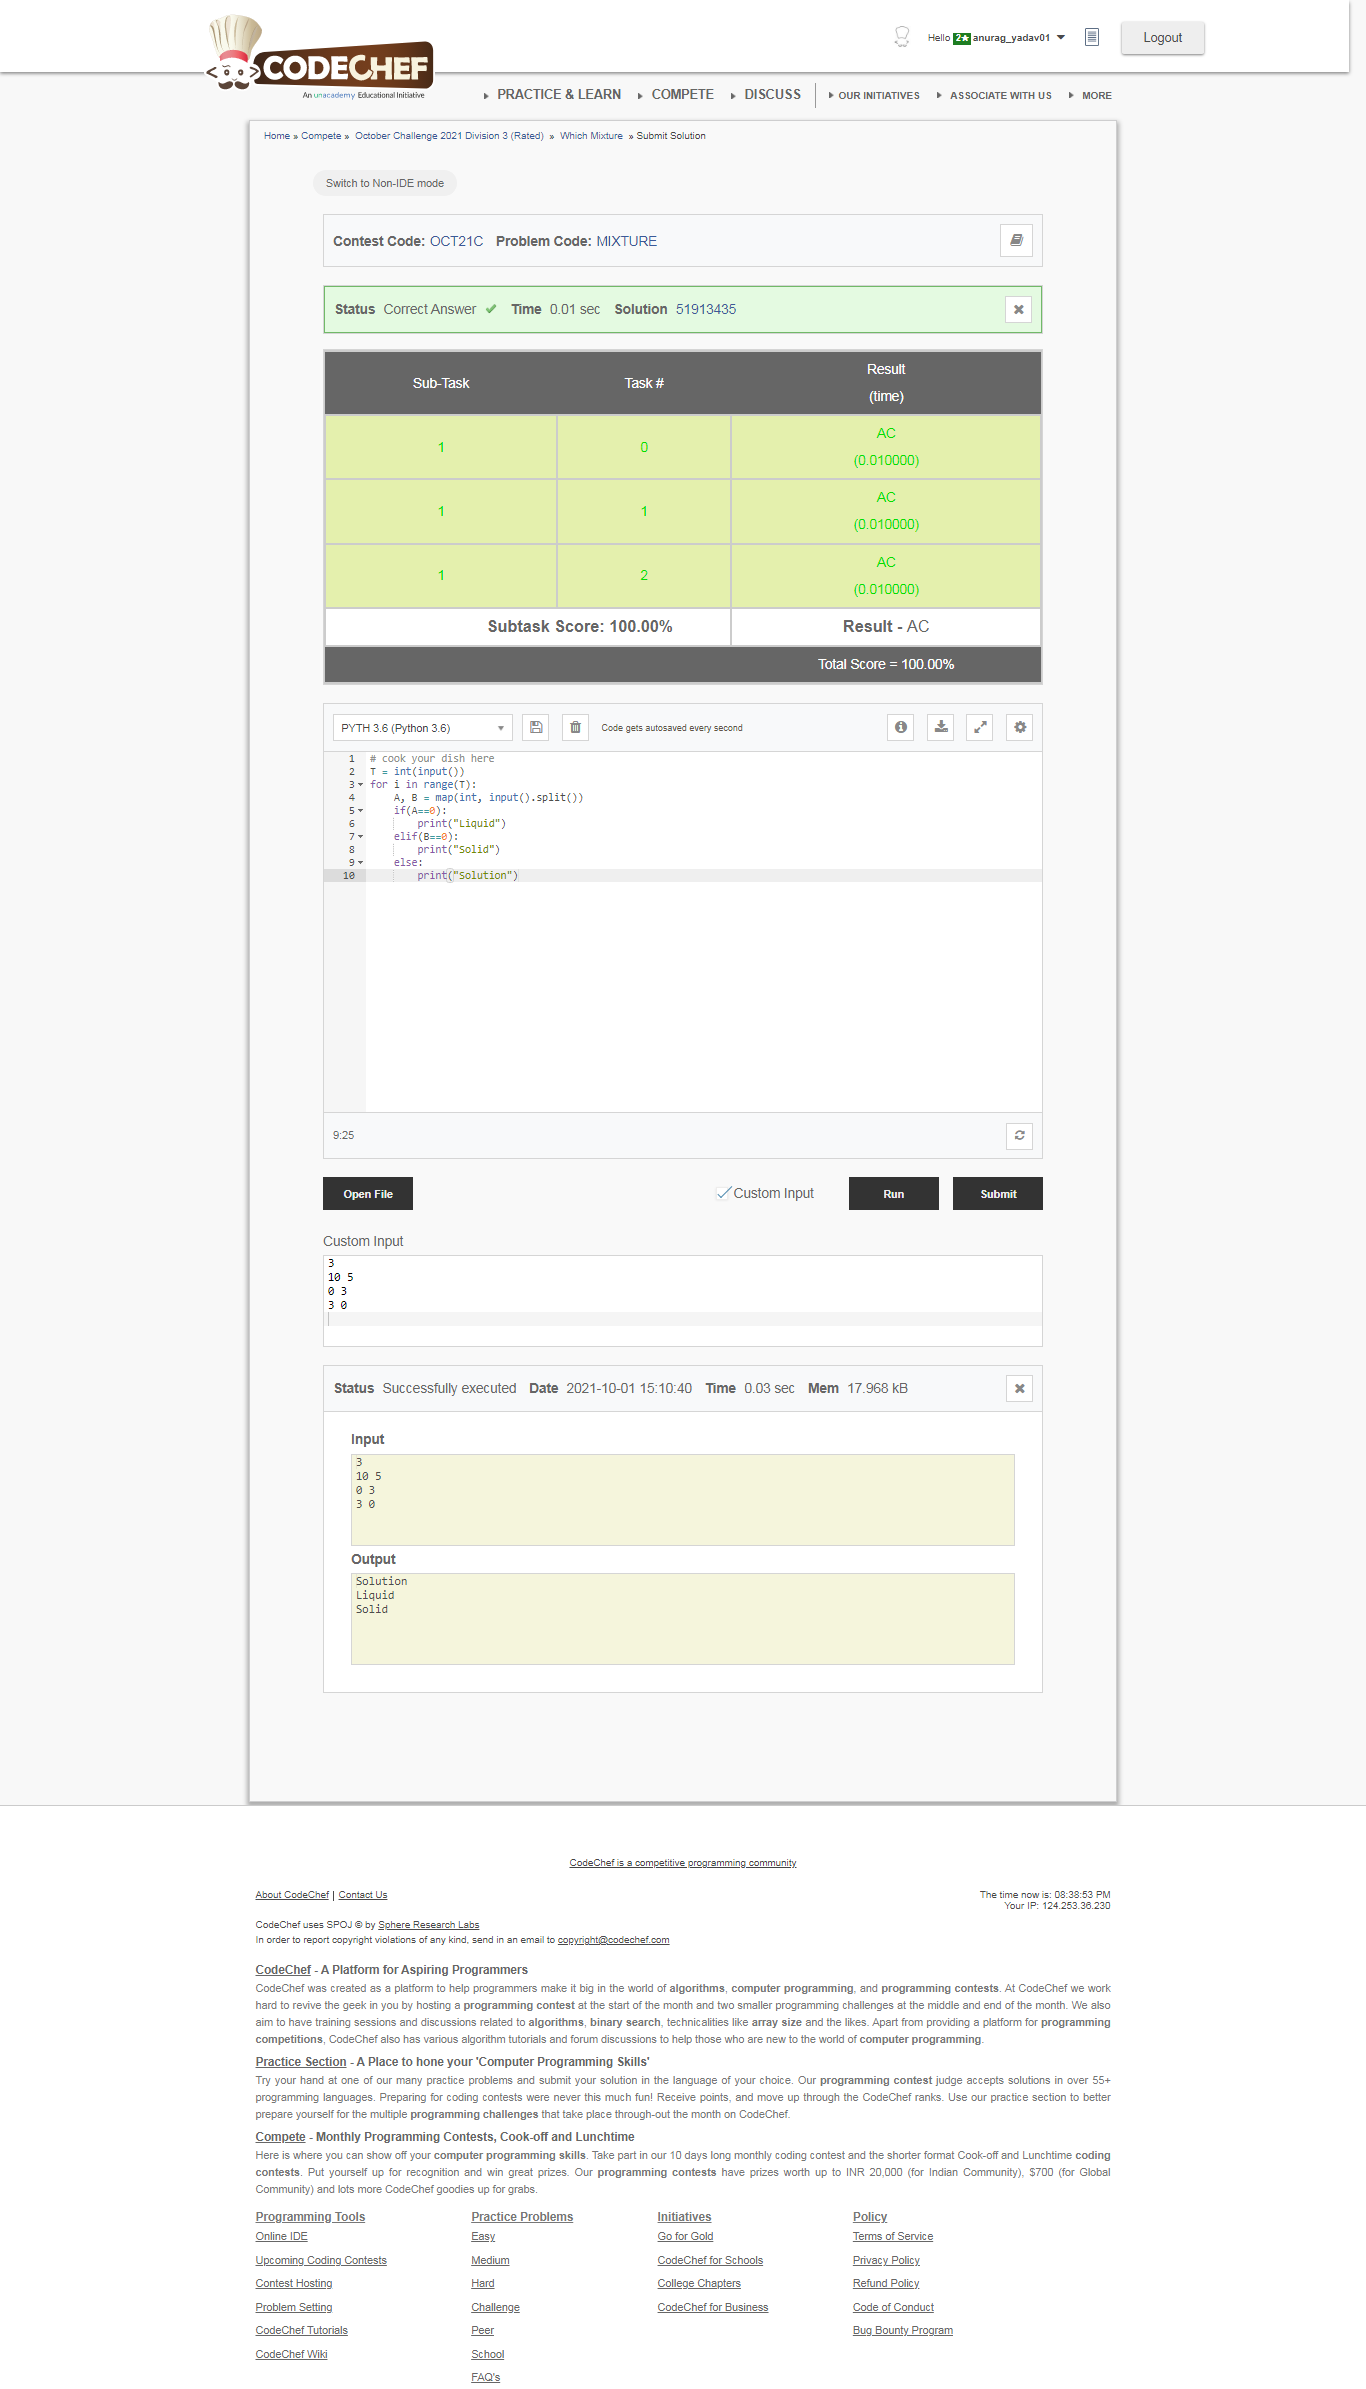 Hello 2★ anurag_yadav01
Logout
CODECHEF
An unacademy Educational Initiative
PRACTICE & LEARN COMPETE DISCUSS OUR INITIATIVES ASSOCIATE WITH US MORE
Home » Compete » October Challenge 2021 Division 3 (Rated) » Which Mixture » Submit Solution
Switch to Non-IDE mode
Contest Code: OCT21C Problem Code: MIXTURE
Status Correct Answer ✔ Time 0.01 sec Solution 51913435
Sub-Task Task # Result
(time)
1 0 AC
(0.010000)
1 1 AC
(0.010000)
1 2 AC
(0.010000)
Subtask Score: 100.00% Result - AC
Total Score = 100.00%
PYTH 3.6 (Python 3.6) Code gets autosaved every second
1 # cook your dish here
2 T = int(input())
3 for i in range(T):
4     A, B = map(int, input().split())
5     if(A==0):
6         print("Liquid")
7     elif(B==0):
8         print("Solid")
9     else:
10         print("Solution")
9:25
Open File Custom Input Run Submit
Custom Input
3
10 5
0 3
3 0
Status Successfully executed Date 2021-10-01 15:10:40 Time 0.03 sec Mem 17.968 kB
Input
3
10 5
0 3
3 0
Output
Solution
Liquid
Solid
CodeChef is a competitive programming community
About CodeChef | Contact Us
The time now is: 08:38:53 PM
Your IP: 124.253.36.230
CodeChef uses SPOJ © by Sphere Research Labs
In order to report copyright violations of any kind, send in an email to copyright@codechef.com
CodeChef - A Platform for Aspiring Programmers
CodeChef was created as a platform to help programmers make it big in the world of algorithms, computer programming, and programming contests. At CodeChef we work
hard to revive the geek in you by hosting a programming contest at the start of the month and two smaller programming challenges at the middle and end of the month. We also
aim to have training sessions and discussions related to algorithms, binary search, technicalities like array size and the likes. Apart from providing a platform for programming
competitions, CodeChef also has various algorithm tutorials and forum discussions to help those who are new to the world of computer programming.
Practice Section - A Place to hone your 'Computer Programming Skills'
Try your hand at one of our many practice problems and submit your solution in the language of your choice. Our programming contest judge accepts solutions in over 55+
programming languages. Preparing for coding contests were never this much fun! Receive points, and move up through the CodeChef ranks. Use our practice section to better
prepare yourself for the multiple programming challenges that take place through-out the month on CodeChef.
Compete - Monthly Programming Contests, Cook-off and Lunchtime
Here is where you can show off your computer programming skills. Take part in our 10 days long monthly coding contest and the shorter format Cook-off and Lunchtime coding
contests. Put yourself up for recognition and win great prizes. Our programming contests have prizes worth up to INR 20,000 (for Indian Community), $700 (for Global
Community) and lots more CodeChef goodies up for grabs.
Programming Tools Practice Problems Initiatives Policy
Online IDE Easy Go for Gold Terms of Service
Upcoming Coding Contests Medium CodeChef for Schools Privacy Policy
Contest Hosting Hard College Chapters Refund Policy
Problem Setting Challenge CodeChef for Business Code of Conduct
CodeChef Tutorials Peer Bug Bounty Program
CodeChef Wiki School
FAQ's